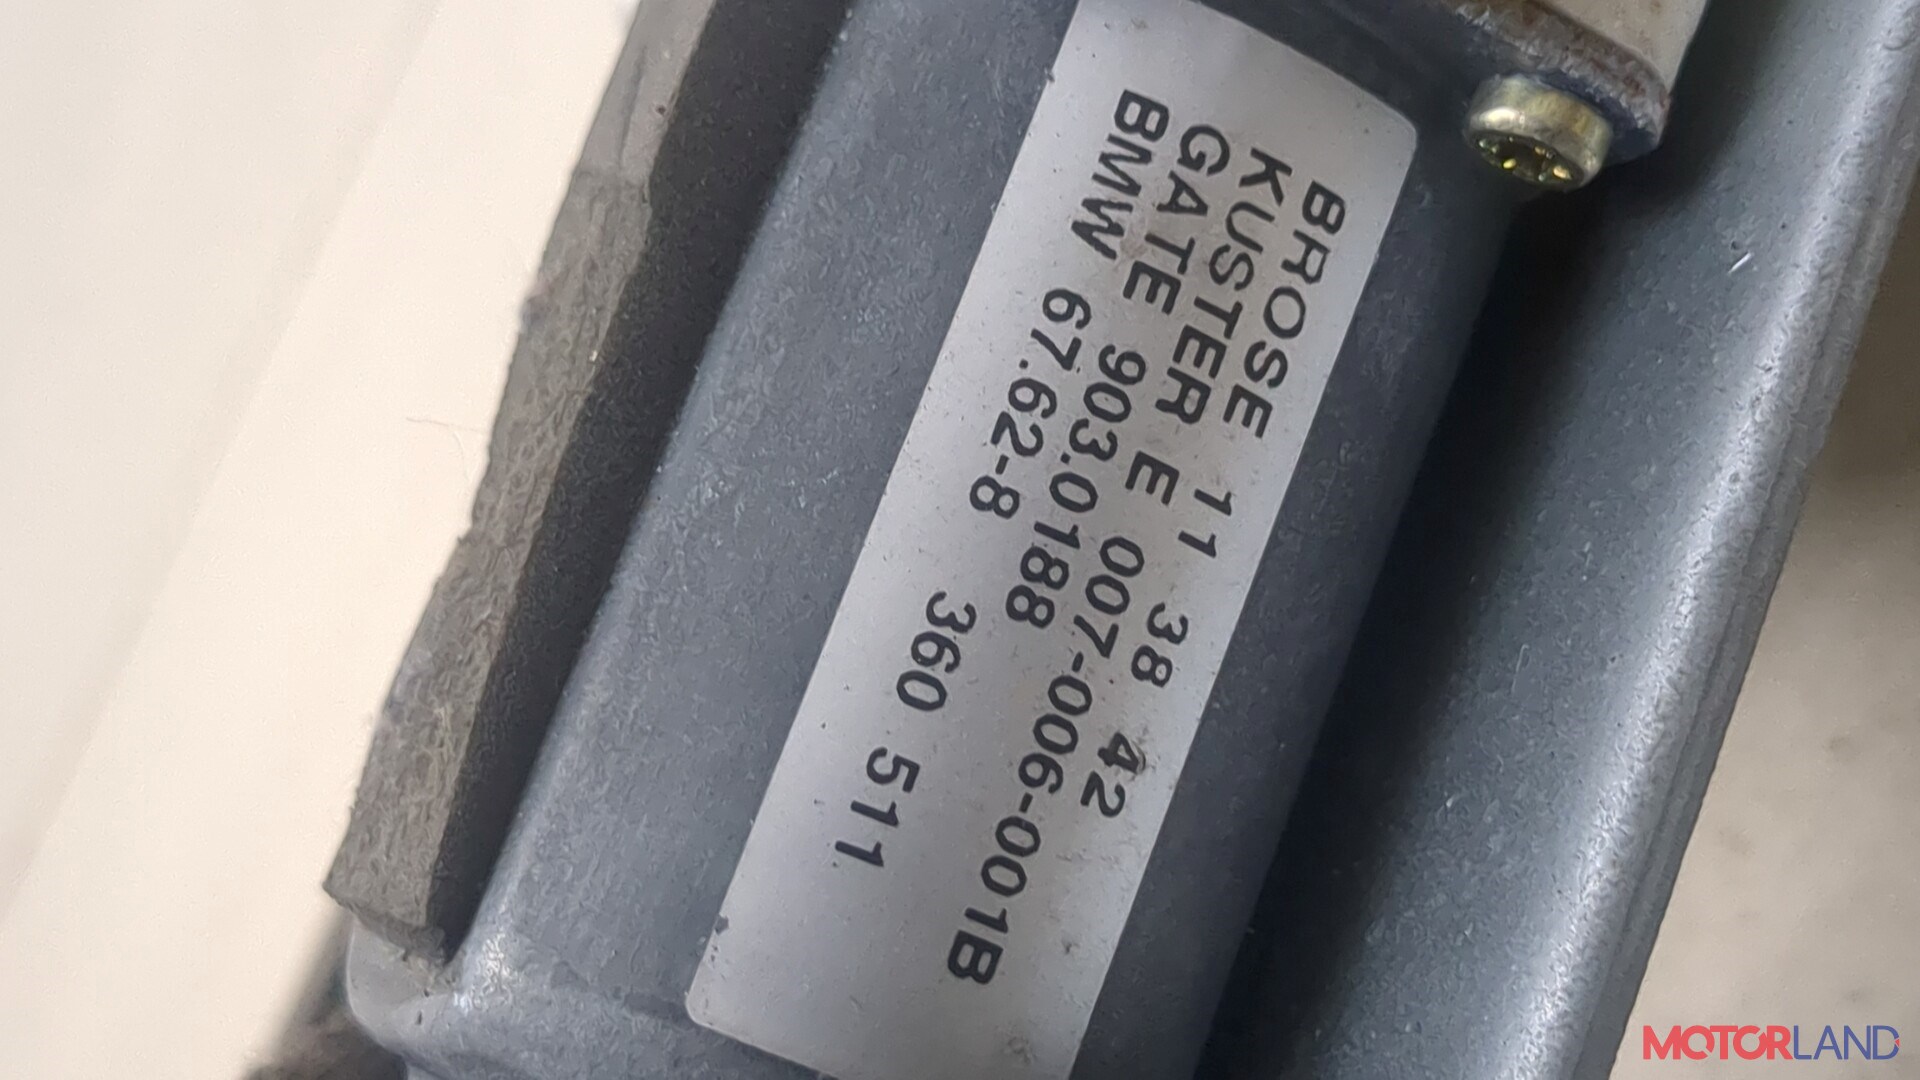 BROSE 11 38 42
KUSTER E 007-006-001B
GATE 903.0188
BMW 67.62-8 360 511
MOTORLAND